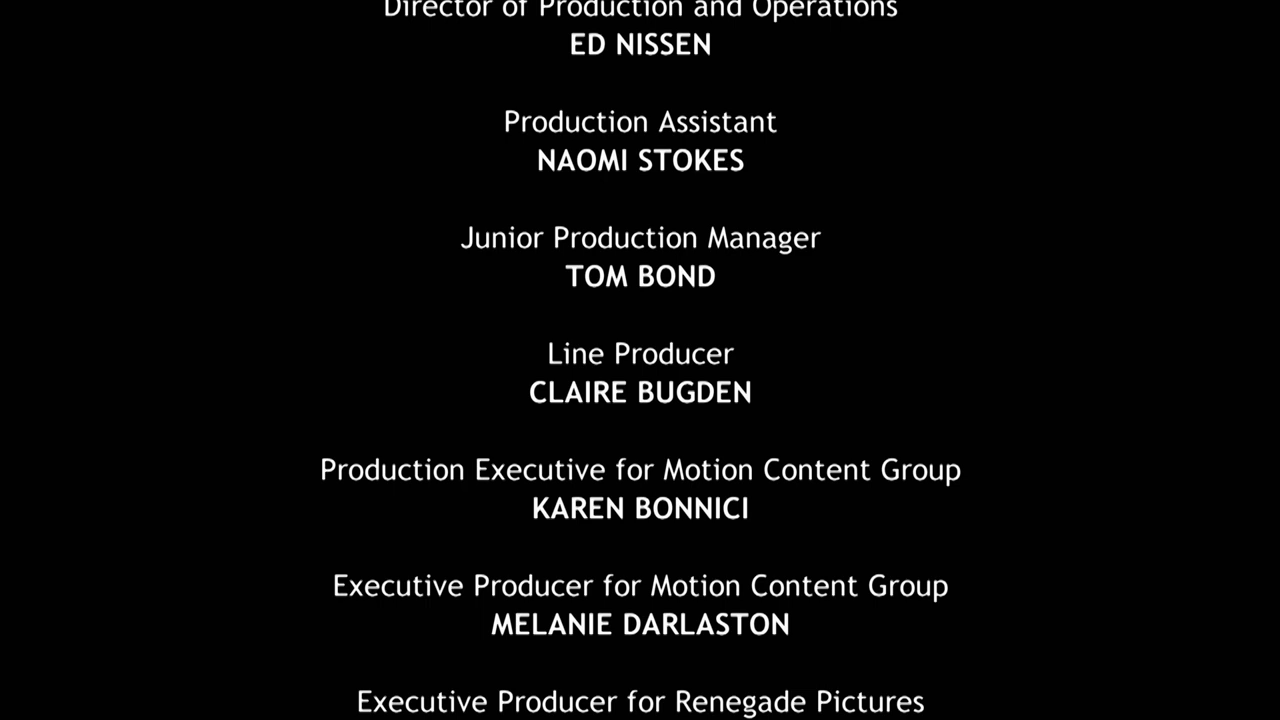 Director of Production and Operations
ED NISSEN
Production Assistant
NAOMI STOKES
Junior Production Manager
TOM BOND
Line Producer
CLAIRE BUGDEN
Production Executive for Motion Content Group
KAREN BONNICI
Executive Producer for Motion Content Group
MELANIE DARLASTON
Executive Producer for Renegade Pictures